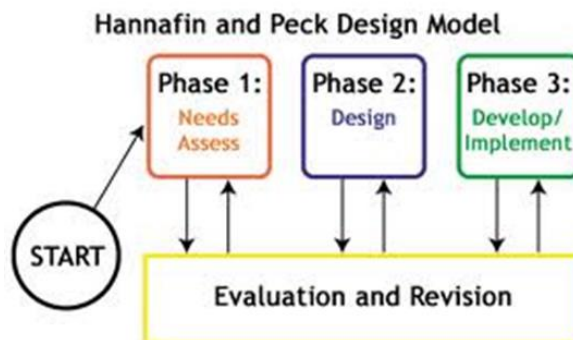 Hannafin and Peck Design Model
Phase 1:
Needs
Assess
Phase 2:
Design
Phase 3:
Develop/
Implement
START
Evaluation and Revision